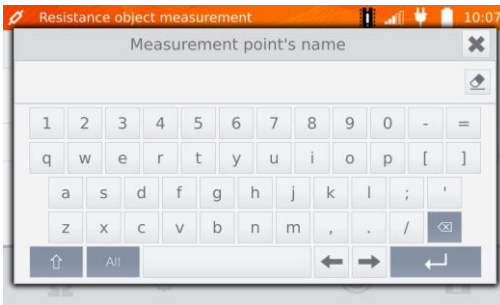 Resistance object measurement 10:07
Measurement point's name
1 2 3 4 5 6 7 8 9 0 - =
q w e r t y u i o p [ ]
a s d f g h j k l ; '
z x c v b n m , . /
Alt